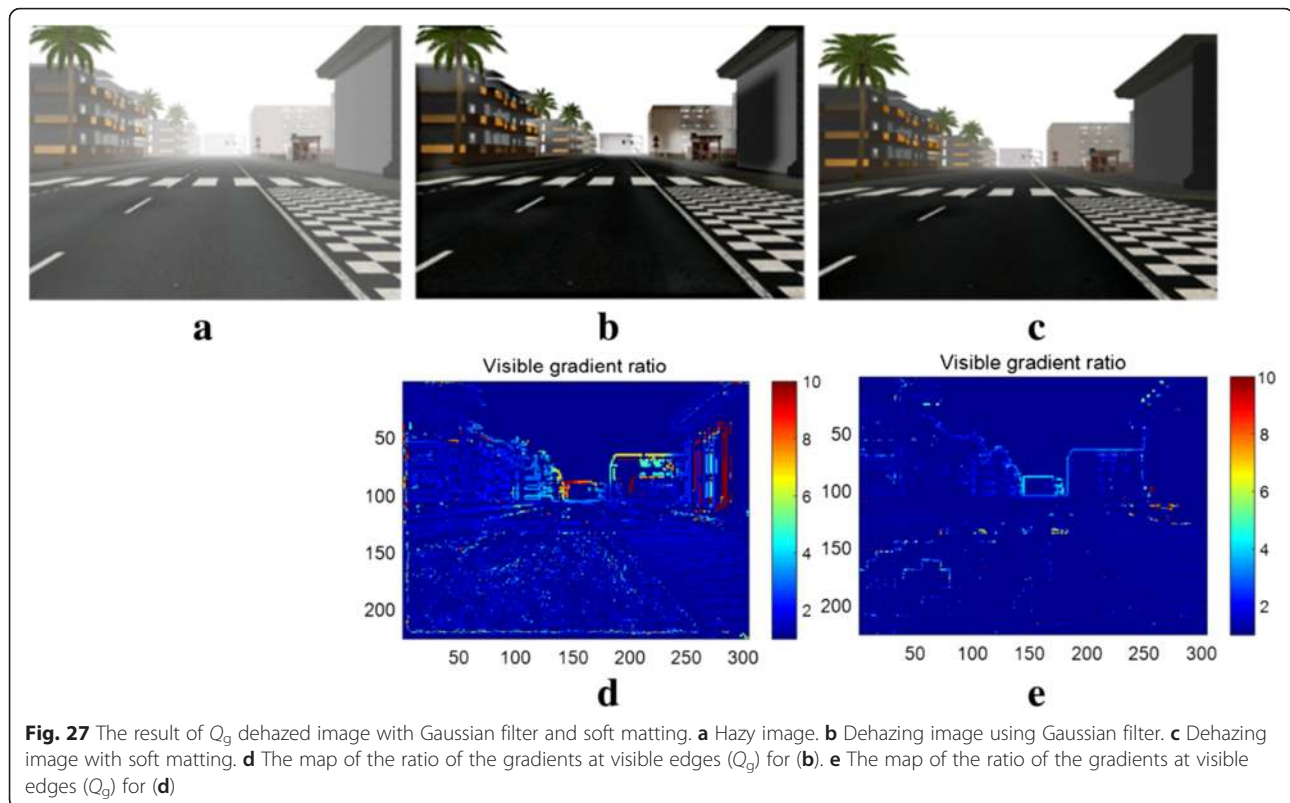 a
b
c
Visible gradient ratio
50
100
150
200
50 100 150 200 250 300
10
8
6
4
2
d
Visible gradient ratio
50
100
150
200
50 100 150 200 250 300
10
8
6
4
2
e
Fig. 27 The result of Qg dehazed image with Gaussian filter and soft matting. a Hazy image. b Dehazing image using Gaussian filter. c Dehazing
image with soft matting. d The map of the ratio of the gradients at visible edges (Qg) for (b). e The map of the ratio of the gradients at visible
edges (Qg) for (d)